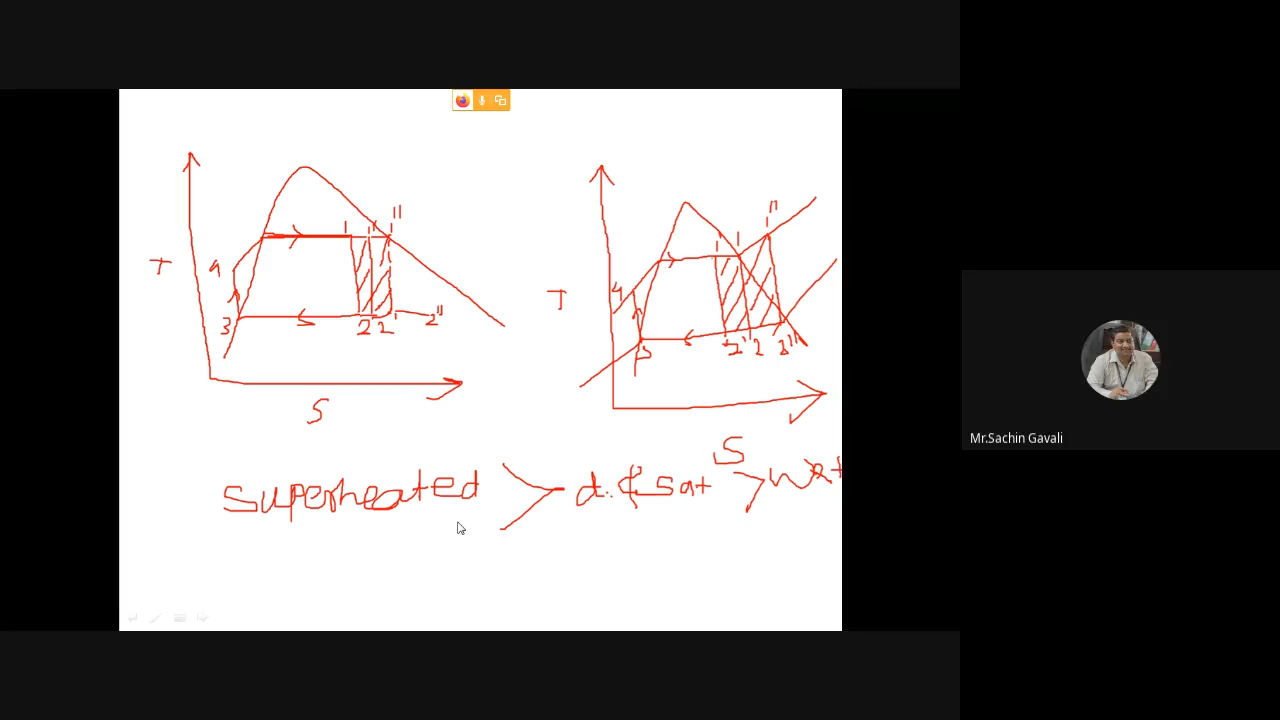 T
1 1' 1"
4
3
2 2' 2"
S
T
1 1' 1"
4
3
2' 2 2"
S
superheated > d. & sat > wet
Mr.Sachin Gavali